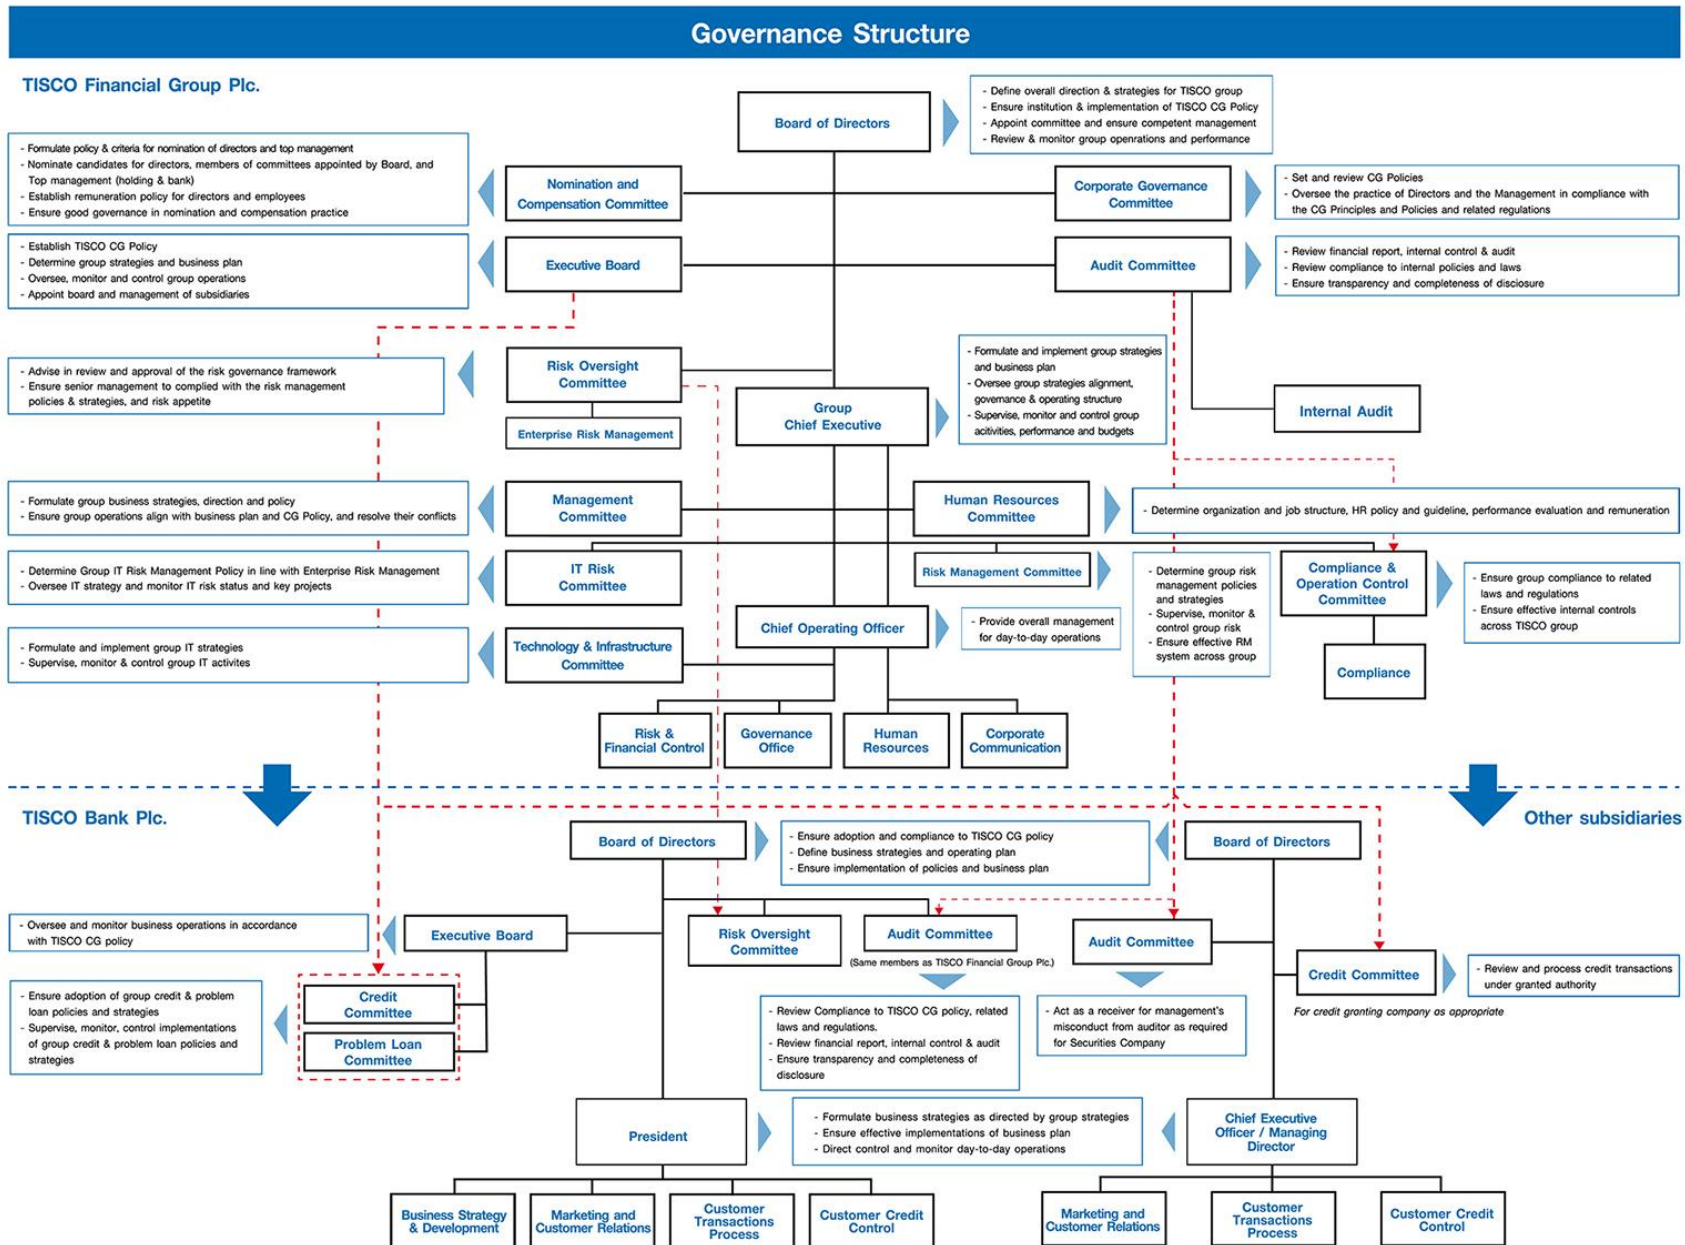 Governance Structure
TISCO Financial Group Plc.
Board of Directors
- Define overall direction & strategies for TISCO group
- Ensure institution & implementation of TISCO CG Policy
- Appoint committee and ensure competent management
- Review & monitor group operations and performance
- Formulate policy & criteria for nomination of directors and top management
- Nominate candidates for directors, members of committees appointed by Board, and
Top management (holding & bank)
- Establish remuneration policy for directors and employees
- Ensure good governance in nomination and compensation practice
Nomination and
Compensation Committee
Corporate Governance
Committee
- Set and review CG Policies
- Oversee the practice of Directors and the Management in compliance with
the CG Principles and Policies and related regulations
- Establish TISCO CG Policy
- Determine group strategies and business plan
- Oversee, monitor and control group operations
- Appoint board and management of subsidiaries
Executive Board
Audit Committee
- Review financial report, internal control & audit
- Review compliance to internal policies and laws
- Ensure transparency and completeness of disclosure
- Advise in review and approval of the risk governance framework
- Ensure senior management to complied with the risk management
policies & strategies, and risk appetite
Risk Oversight
Committee
Enterprise Risk Management
Group
Chief Executive
- Formulate and implement group strategies
and business plan
- Oversee group strategies alignment,
governance & operating structure
- Supervise, monitor and control group
acitivities, performance and budgets
Internal Audit
- Formulate group business strategies, direction and policy
- Ensure group operations align with business plan and CG Policy, and resolve their conflicts
Management
Committee
Human Resources
Committee
- Determine organization and job structure, HR policy and guideline, performance evaluation and remuneration
- Determine Group IT Risk Management Policy in line with Enterprise Risk Management
- Oversee IT strategy and monitor IT risk status and key projects
IT Risk
Committee
Risk Management Committee
- Determine group risk
management policies
and strategies
- Supervise, monitor &
control group risk
- Ensure effective RM
system across group
Compliance &
Operation Control
Committee
- Ensure group compliance to related
laws and regulations
- Ensure effective internal controls
across TISCO group
Chief Operating Officer
- Provide overall management
for day-to-day operations
- Formulate and implement group IT strategies
- Supervise, monitor & control group IT activites
Technology & Infrastructure
Committee
Compliance
Risk &
Financial Control
Governance
Office
Human
Resources
Corporate
Communication
TISCO Bank Plc.
Other subsidiaries
Board of Directors
- Ensure adoption and compliance to TISCO CG policy
- Define business strategies and operating plan
- Ensure implementation of policies and business plan
Board of Directors
- Oversee and monitor business operations in accordance
with TISCO CG policy
Executive Board
Risk Oversight
Committee
Audit Committee
(Same members as TISCO Financial Group Plc.)
Audit Committee
Credit Committee
For credit granting company as appropriate
- Review and process credit transactions
under granted authority
- Ensure adoption of group credit & problem
loan policies and strategies
- Supervise, monitor, control implementations
of group credit & problem loan policies and
strategies
Credit
Committee
Problem Loan
Committee
- Review Compliance to TISCO CG policy, related
laws and regulations.
- Review financial report, internal control & audit
- Ensure transparency and completeness of
disclosure
- Act as a receiver for management's
misconduct from auditor as required
for Securities Company
President
- Formulate business strategies as directed by group strategies
- Ensure effective implementations of business plan
- Direct control and monitor day-to-day operations
Chief Executive
Officer / Managing
Director
Business Strategy
& Development
Marketing and
Customer Relations
Customer
Transactions
Process
Customer Credit
Control
Marketing and
Customer Relations
Customer
Transactions
Process
Customer Credit
Control